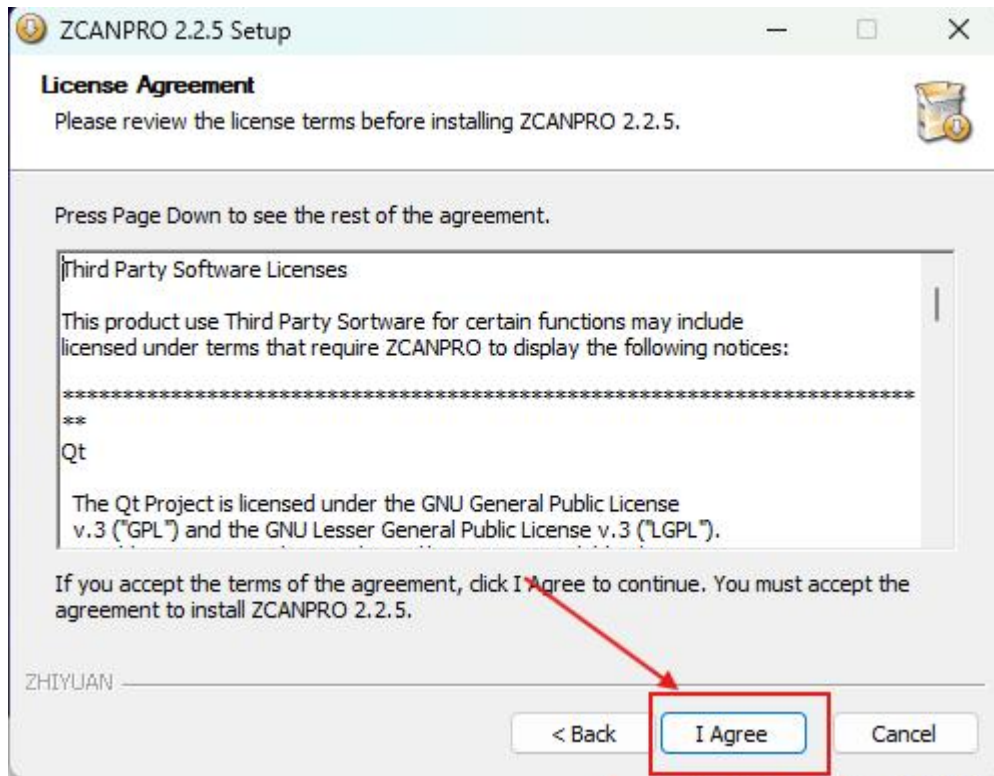 ZCANPRO 2.2.5 Setup
License Agreement
Please review the license terms before installing ZCANPRO 2.2.5.
Press Page Down to see the rest of the agreement.
Third Party Software Licenses
This product use Third Party Sortware for certain functions may include
licensed under terms that require ZCANPRO to display the following notices:
***********************************************************************
**
Qt
The Qt Project is licensed under the GNU General Public License
v.3 ("GPL") and the GNU Lesser General Public License v.3 ("LGPL").
If you accept the terms of the agreement, click I Agree to continue. You must accept the
agreement to install ZCANPRO 2.2.5.
ZHIYUAN
< Back
I Agree
Cancel